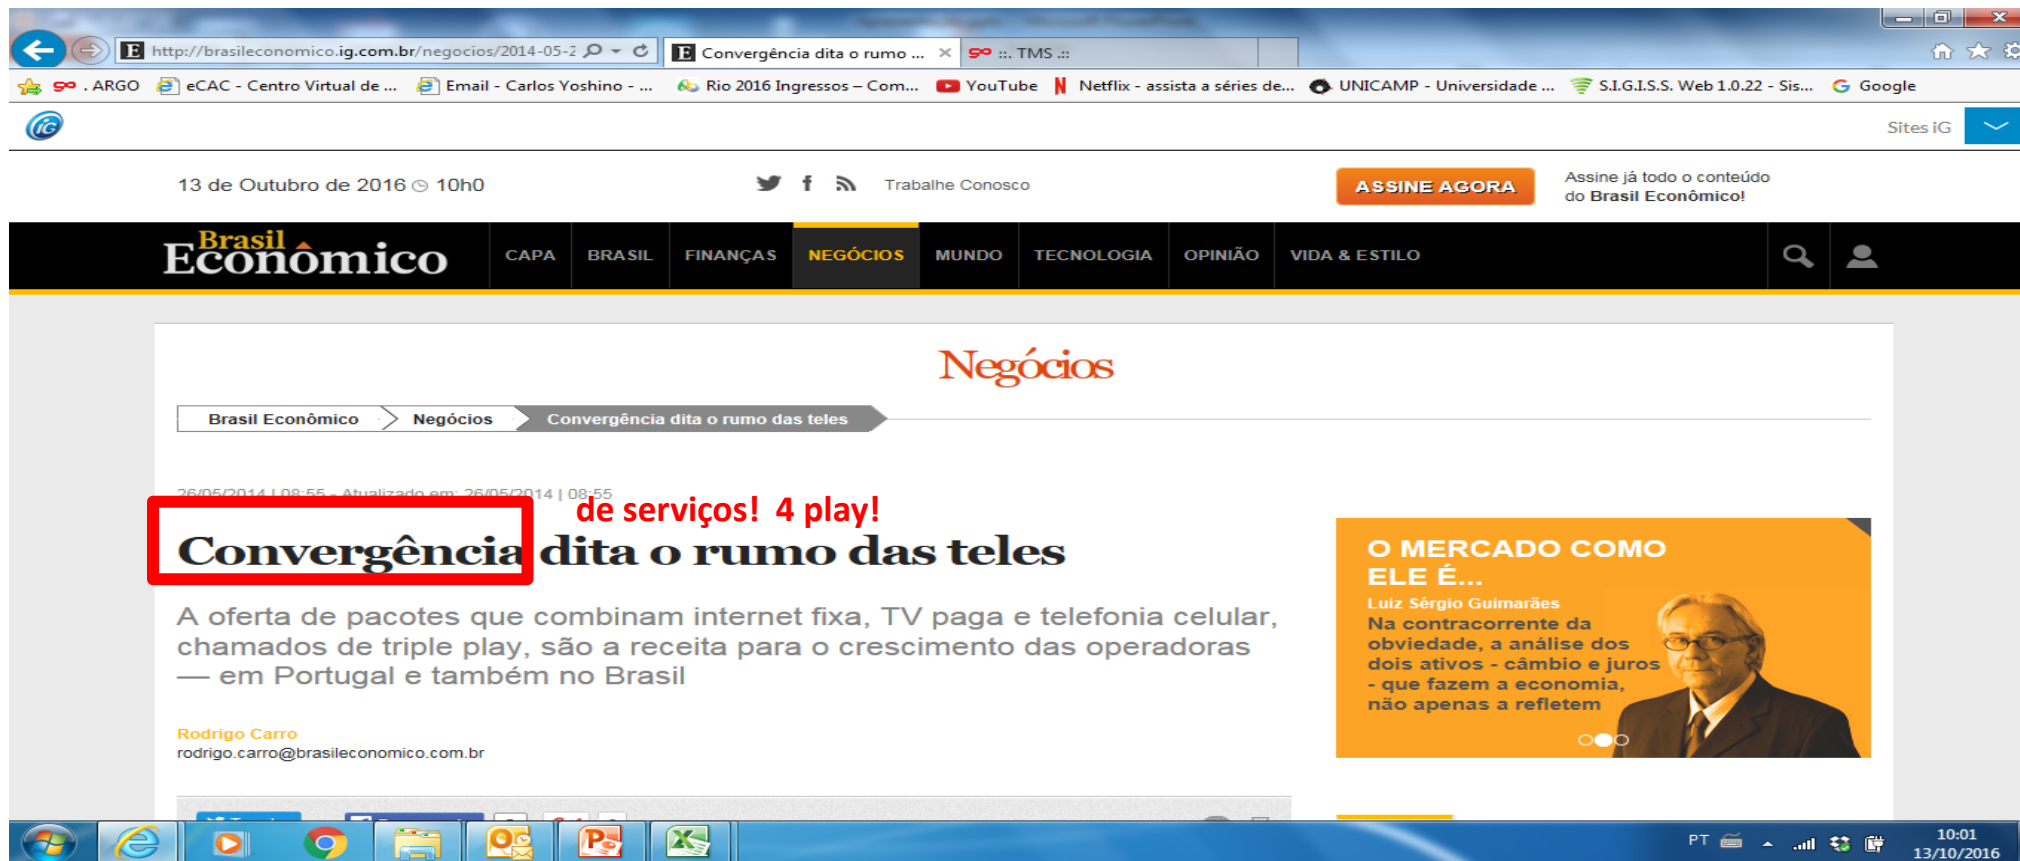 http://brasileconomico.ig.com.br/negocios/2014-05-2
Convergência dita o rumo ...
::. TMS .::
. ARGO
eCAC - Centro Virtual de ...
Email - Carlos Yoshino - ...
Rio 2016 Ingressos – Com...
YouTube
Netflix - assista a séries de...
UNICAMP - Universidade ...
S.I.G.I.S.S. Web 1.0.22 - Sis...
Google
iG
Sites iG
13 de Outubro de 2016 10h0
Trabalhe Conosco
ASSINE AGORA
Assine já todo o conteúdo
do Brasil Econômico!
Brasil
Econômico
CAPA
BRASIL
FINANÇAS
NEGÓCIOS
MUNDO
TECNOLOGIA
OPINIÃO
VIDA & ESTILO
Negócios
Brasil Econômico
Negócios
Convergência dita o rumo das teles
26/05/2014 | 08:55 - Atualizado em: 26/05/2014 | 08:55
de serviços! 4 play!
Convergência dita o rumo das teles
A oferta de pacotes que combinam internet fixa, TV paga e telefonia celular,
chamados de triple play, são a receita para o crescimento das operadoras
— em Portugal e também no Brasil
Rodrigo Carro
rodrigo.carro@brasileconomico.com.br
O MERCADO COMO
ELE É...
Luiz Sérgio Guimarães
Na contracorrente da
obviedade, a análise dos
dois ativos - câmbio e juros
- que fazem a economia,
não apenas a refletem
PT
10:01
13/10/2016